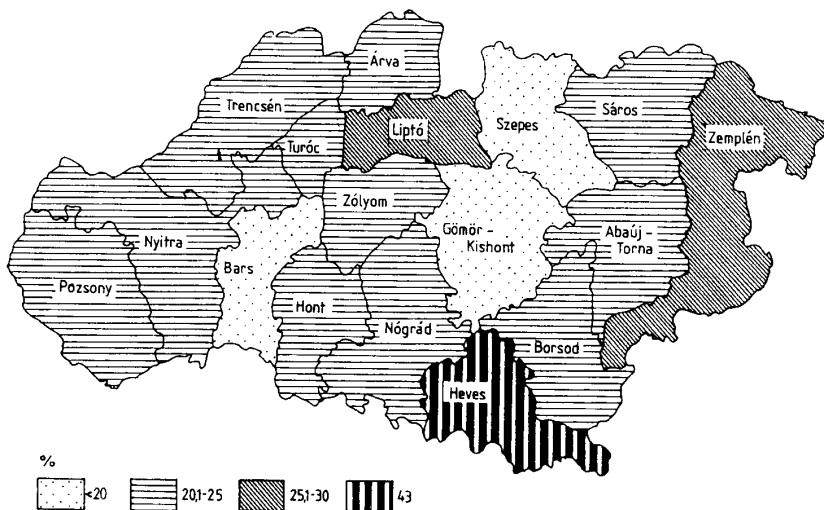 Árva
Trencsén
Sáros
Liptó
Szepes
Zemplén
Turóc
Zólyom
Gömör -
Kishont
Abaúj -
Torna
Nyitra
Bars
Pozsony
Hont
Nógrád
Borsod
Heves
%
<20
20,1-25
25,1-30
43